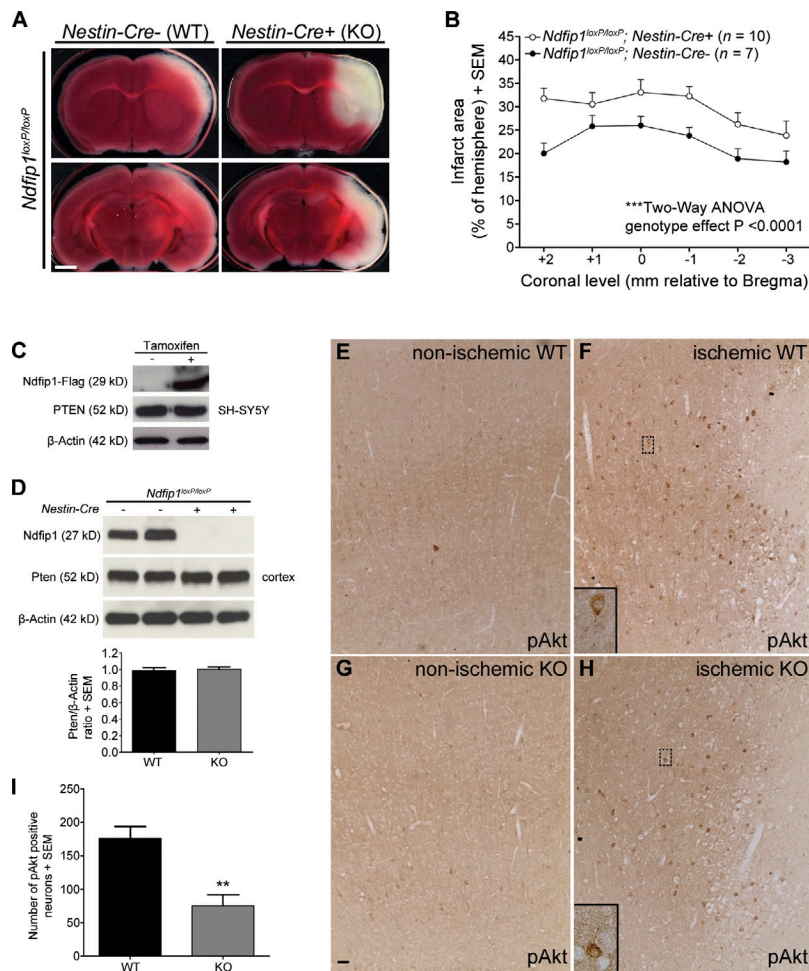 A
Nestin-Cre- (WT) Nestin-Cre+ (KO)
Ndfip1loxP/loxP
B
Ndfip1loxP/loxP; Nestin-Cre+ (n = 10)
Ndfip1loxP/loxP; Nestin-Cre- (n = 7)
Infarct area
(% of hemisphere) + SEM
50
45
40
35
30
25
20
15
10
5
0
***Two-Way ANOVA
genotype effect P <0.0001
+2 +1 0 -1 -2 -3
Coronal level (mm relative to Bregma)
C
Tamoxifen
- +
Ndfip1-Flag (29 kD)
PTEN (52 kD) SH-SY5Y
β-Actin (42 kD)
D
Ndfip1loxP/loxP
Nestin-Cre - - + +
Ndfip1 (27 kD)
Pten (52 kD) cortex
β-Actin (42 kD)
Pten/β-Actin
ratio + SEM
1.2
1.0
0.8
0.6
0.4
0.2
0.0
WT KO
E non-ischemic WT
pAkt
F ischemic WT
pAkt
G non-ischemic KO
pAkt
H ischemic KO
pAkt
I
Number of pAkt positive
neurons + SEM
250
200
150
100
50
0
**
WT KO